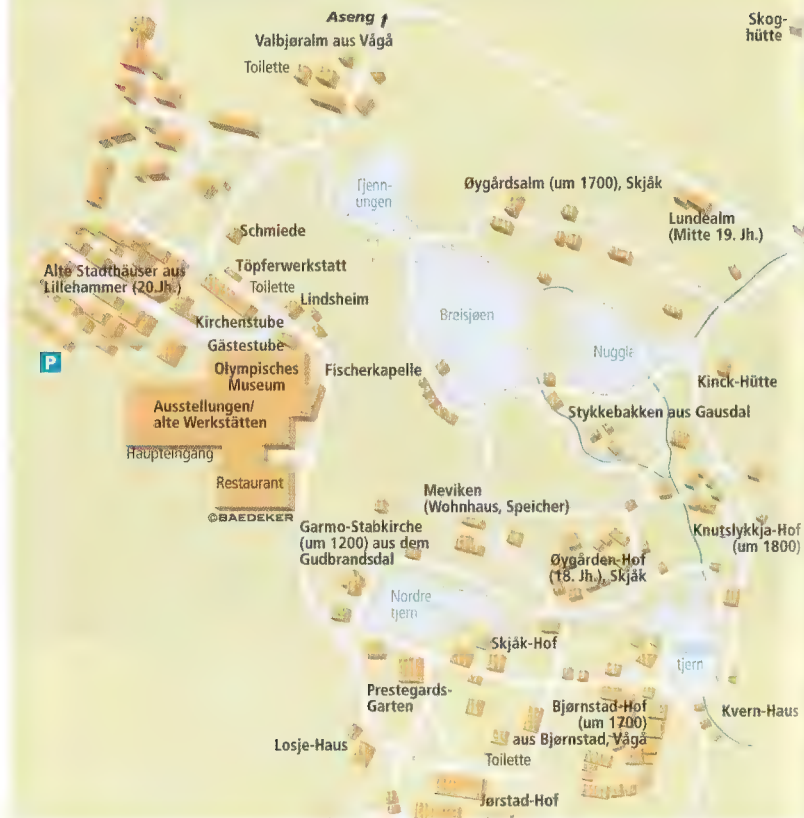 Aseng
Skog-
hütte
Valbjøralm aus Vågå
Toilette
Tjenn-
ungen
Øygårdsalm (um 1700), Skjåk
Lundealm
(Mitte 19. Jh.)
Schmiede
Alte Stadthäuser aus
Lillehammer (20.Jh.)
Töpferwerkstatt
Toilette
Lindsheim
Kirchenstube
Breisjøen
Gästestube
Nuggle
P
Olympisches
Museum
Fischerkapelle
Kinck-Hütte
Ausstellungen/
alte Werkstätten
Stykkebakken aus Gausdal
Haupteingang
Restaurant
©BAEDEKER
Meviken
(Wohnhaus, Speicher)
Garmo-Stabkirche
(um 1200) aus dem
Gudbrandsdal
Knutslykkja-Hof
(um 1800)
Øygården-Hof
(18. Jh.), Skjåk
Nordre
tjern
Skjåk-Hof
tjern
Prestegards-
Garten
Bjørnstad-Hof
(um 1700)
aus Bjørnstad, Vågå
Kvern-Haus
Losje-Haus
Toilette
Jørstad-Hof